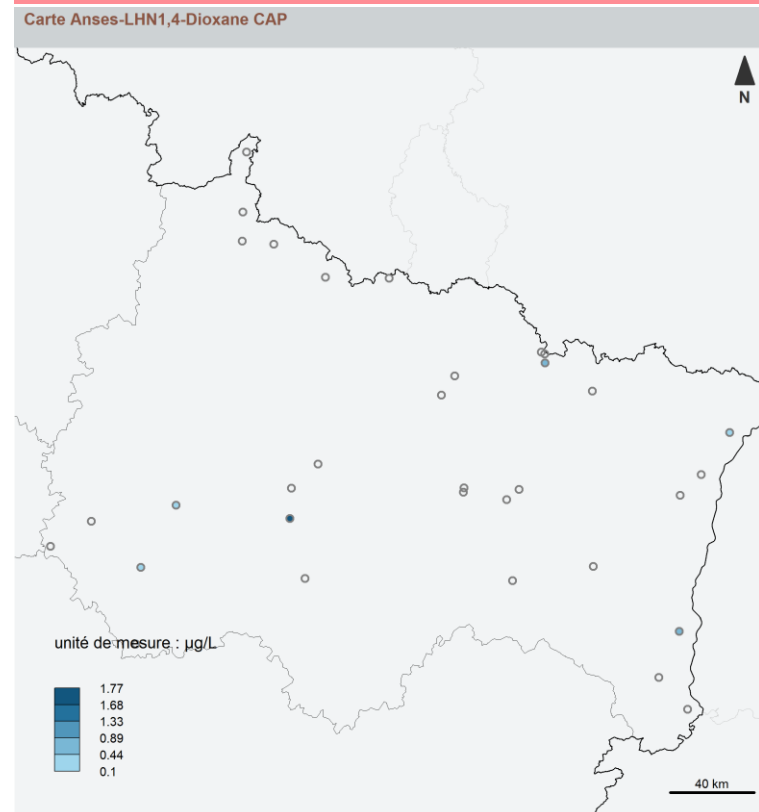 Carte Anses-LHN1,4-Dioxane CAP
N
unité de mesure : µg/L
1.77
1.68
1.33
0.89
0.44
0.1
40 km